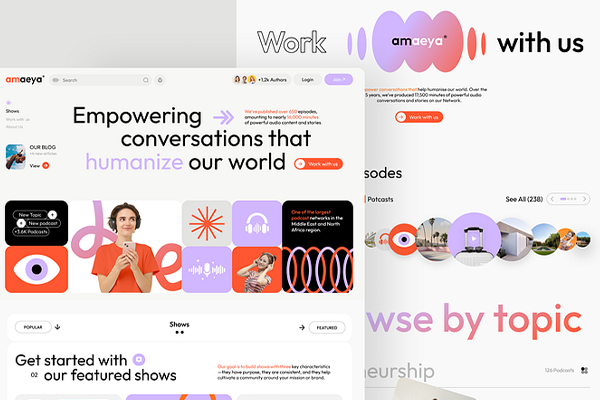 Work
amaeya
with us
power conversations that help humanise our world. Over the
5 years, we've produced 17,500 minutes of powerful audio
conversations and stories on our Network.
Work with us
amaeya
Search
+1.2k Authors
Login
Join
Shows
Work with us
About Us
OUR BLOG
View
Empowering
conversations that
humanize our world
We've published over 650 episodes,
amounting to nearly 16,000 minutes
of powerful audio content and stories
Work with us
New Topic
New podcast
+3.6K Podcasts
One of the largest
podcast networks in the
Middle East and North
Africa region.
sodes
Potcasts
See All (238)
wse by topic
neurship
126 Podcasts
POPULAR
Shows
FEATURED
Get started with
02
our featured shows
Our goal is to build shows with three key characteristics
—they have purpose, they are consistent, and they help
cultivate a community around your mission or brand.